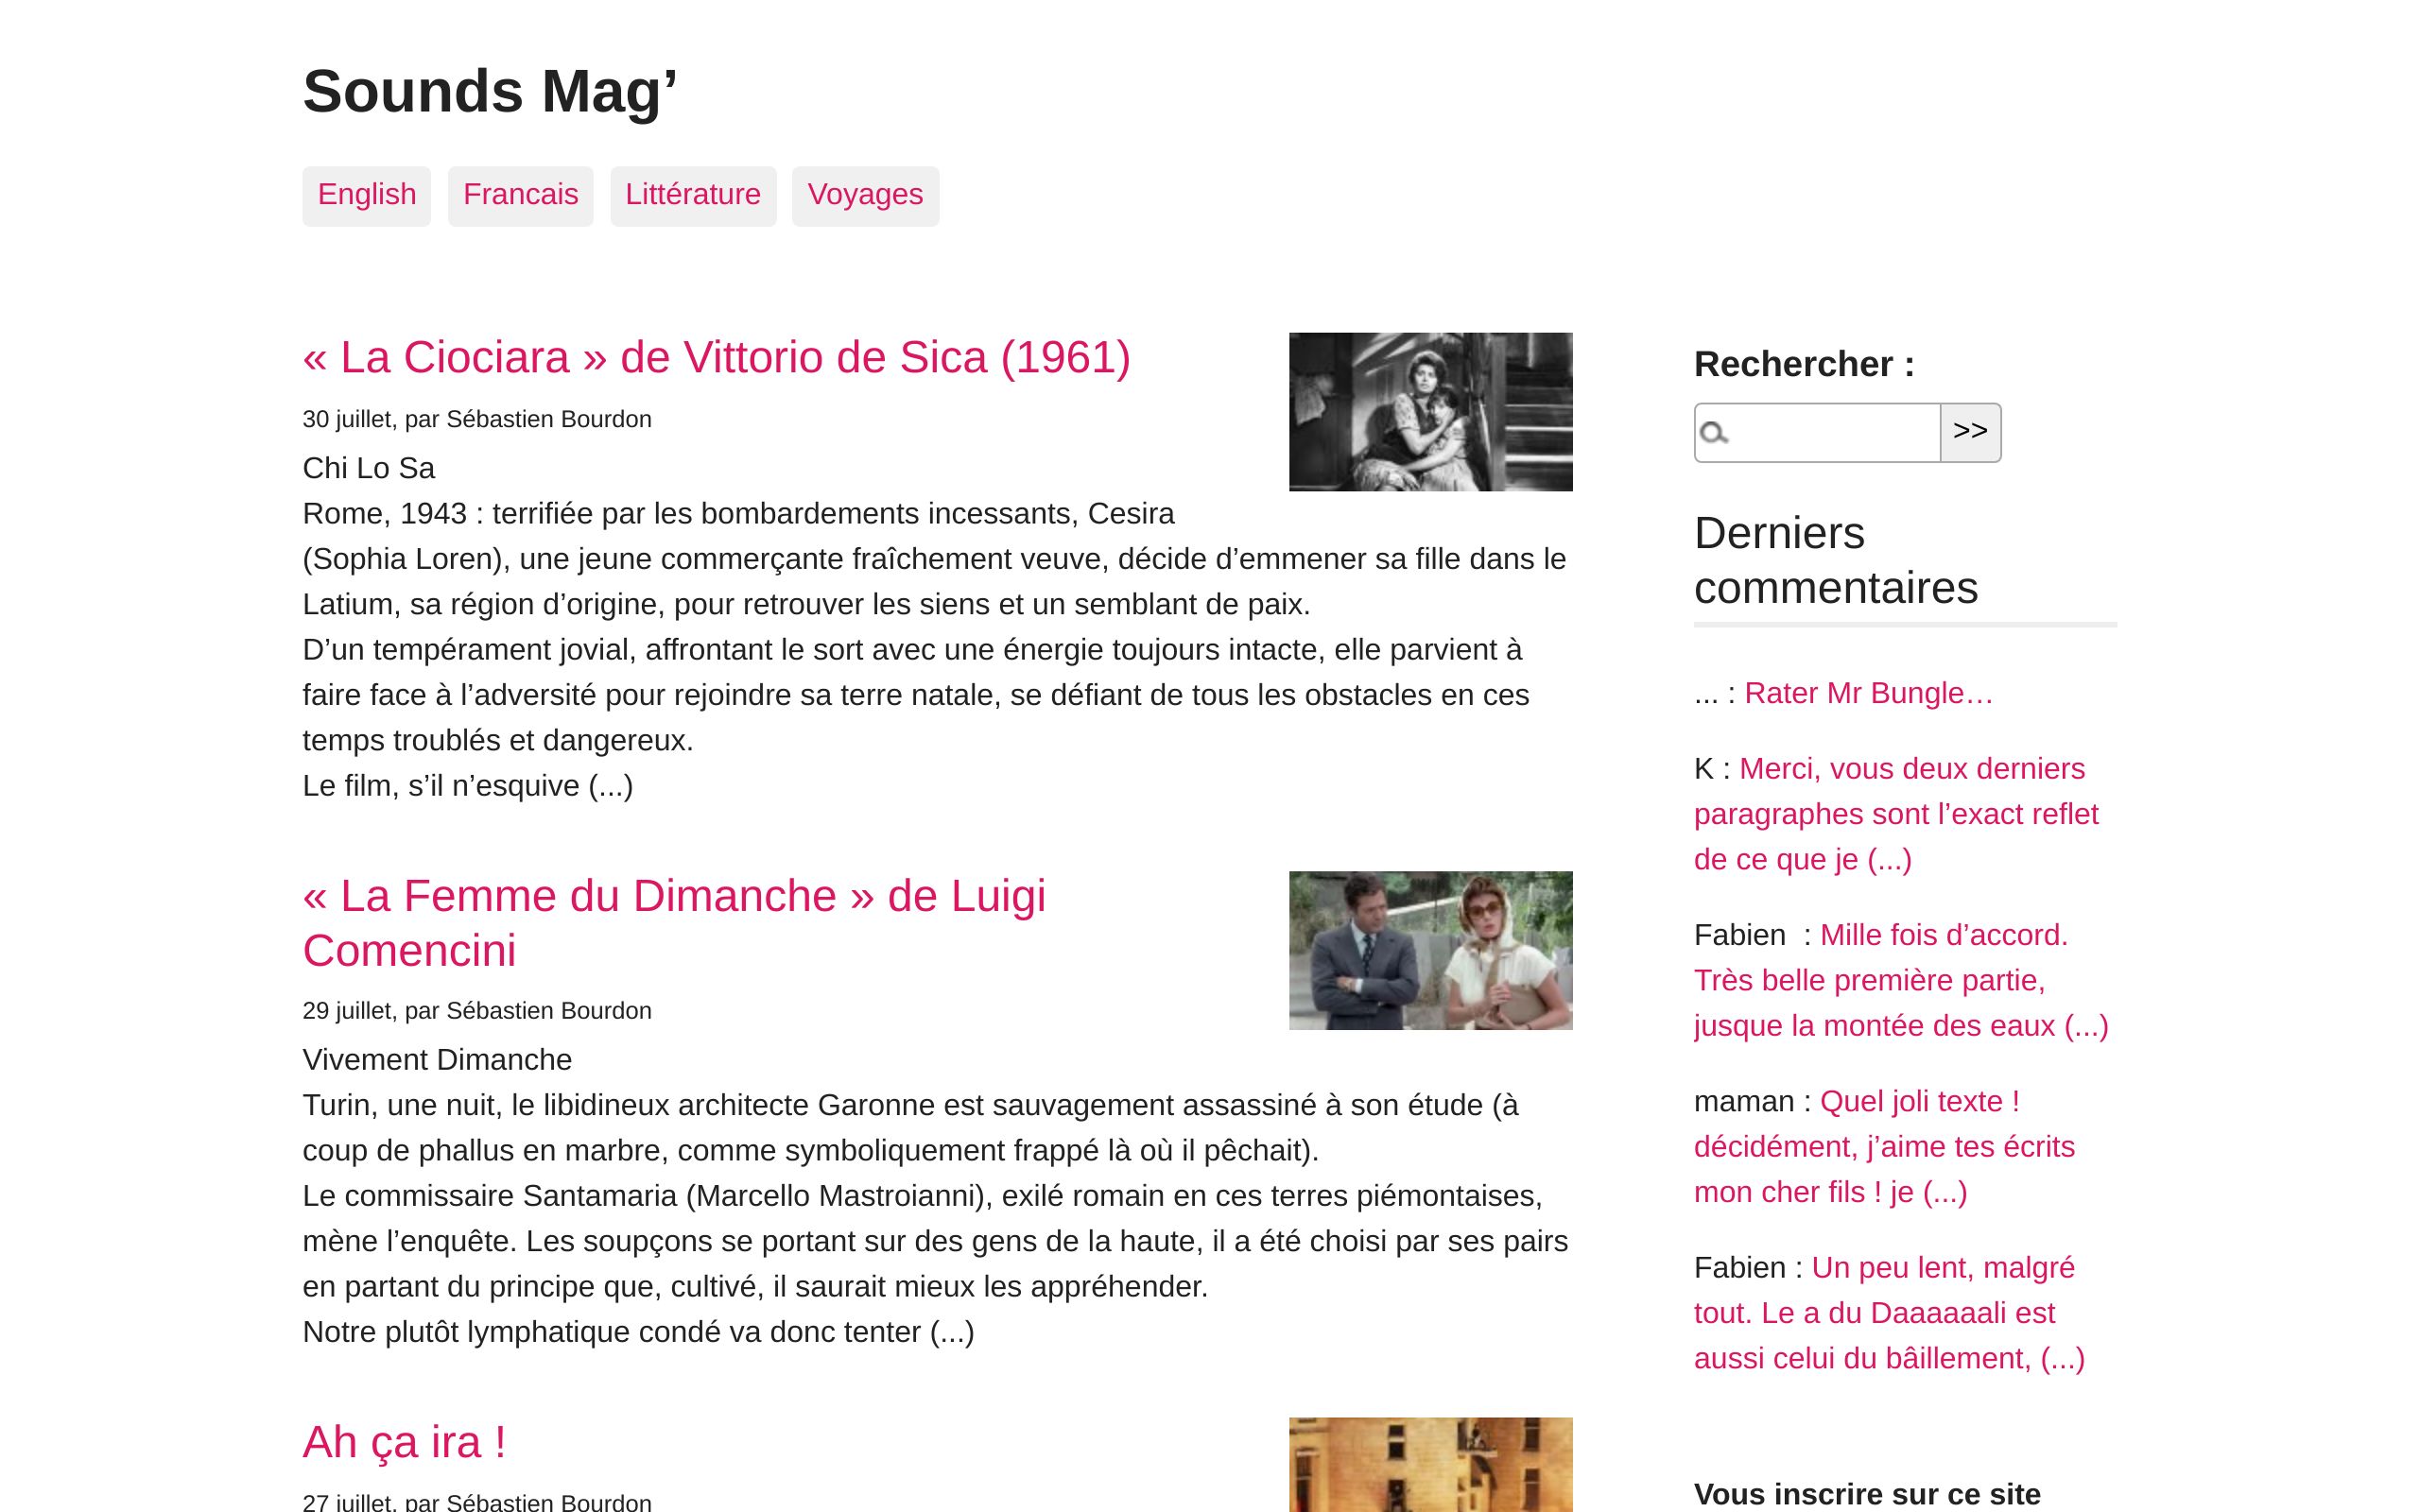 Sounds Mag’
English
Francais
Littérature
Voyages
« La Ciociara » de Vittorio de Sica (1961)
30 juillet, par Sébastien Bourdon
Chi Lo Sa
Rome, 1943 : terrifiée par les bombardements incessants, Cesira
(Sophia Loren), une jeune commerçante fraîchement veuve, décide d’emmener sa fille dans le
Latium, sa région d’origine, pour retrouver les siens et un semblant de paix.
D’un tempérament jovial, affrontant le sort avec une énergie toujours intacte, elle parvient à
faire face à l’adversité pour rejoindre sa terre natale, se défiant de tous les obstacles en ces
temps troublés et dangereux.
Le film, s’il n’esquive (...)
« La Femme du Dimanche » de Luigi
Comencini
29 juillet, par Sébastien Bourdon
Vivement Dimanche
Turin, une nuit, le libidineux architecte Garonne est sauvagement assassiné à son étude (à
coup de phallus en marbre, comme symboliquement frappé là où il pêchait).
Le commissaire Santamaria (Marcello Mastroianni), exilé romain en ces terres piémontaises,
mène l’enquête. Les soupçons se portant sur des gens de la haute, il a été choisi par ses pairs
en partant du principe que, cultivé, il saurait mieux les appréhender.
Notre plutôt lymphatique condé va donc tenter (...)
Ah ça ira !
27 juillet, par Sébastien Bourdon
Rechercher :
>>
Derniers
commentaires
... : Rater Mr Bungle…
K : Merci, vous deux derniers
paragraphes sont l’exact reflet
de ce que je (...)
Fabien  : Mille fois d’accord.
Très belle première partie,
jusque la montée des eaux (...)
maman : Quel joli texte !
décidément, j’aime tes écrits
mon cher fils ! je (...)
Fabien : Un peu lent, malgré
tout. Le a du Daaaaaali est
aussi celui du bâillement, (...)
Vous inscrire sur ce site